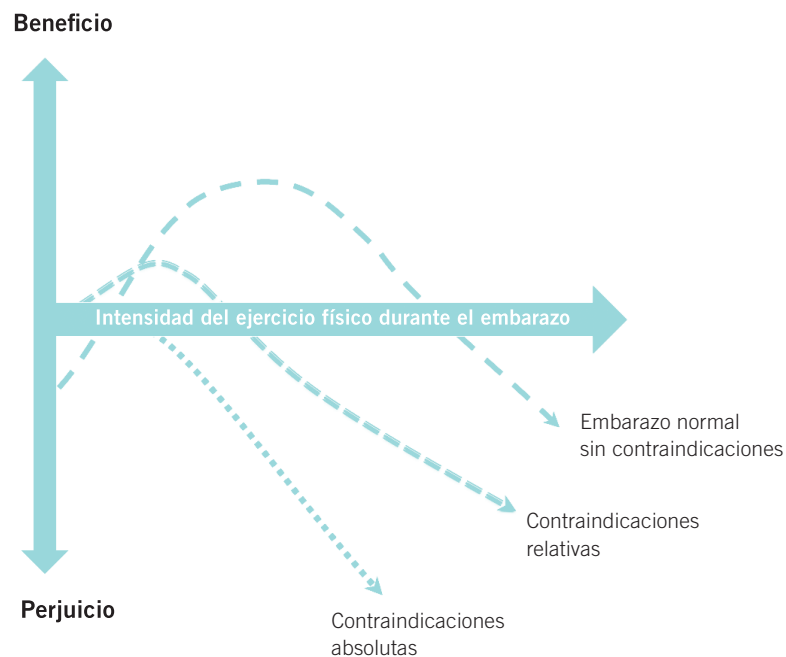 Beneficio
Intensidad del ejercicio físico durante el embarazo
Embarazo normal
sin contraindicaciones
Contraindicaciones
relativas
Perjuicio
Contraindicaciones
absolutas